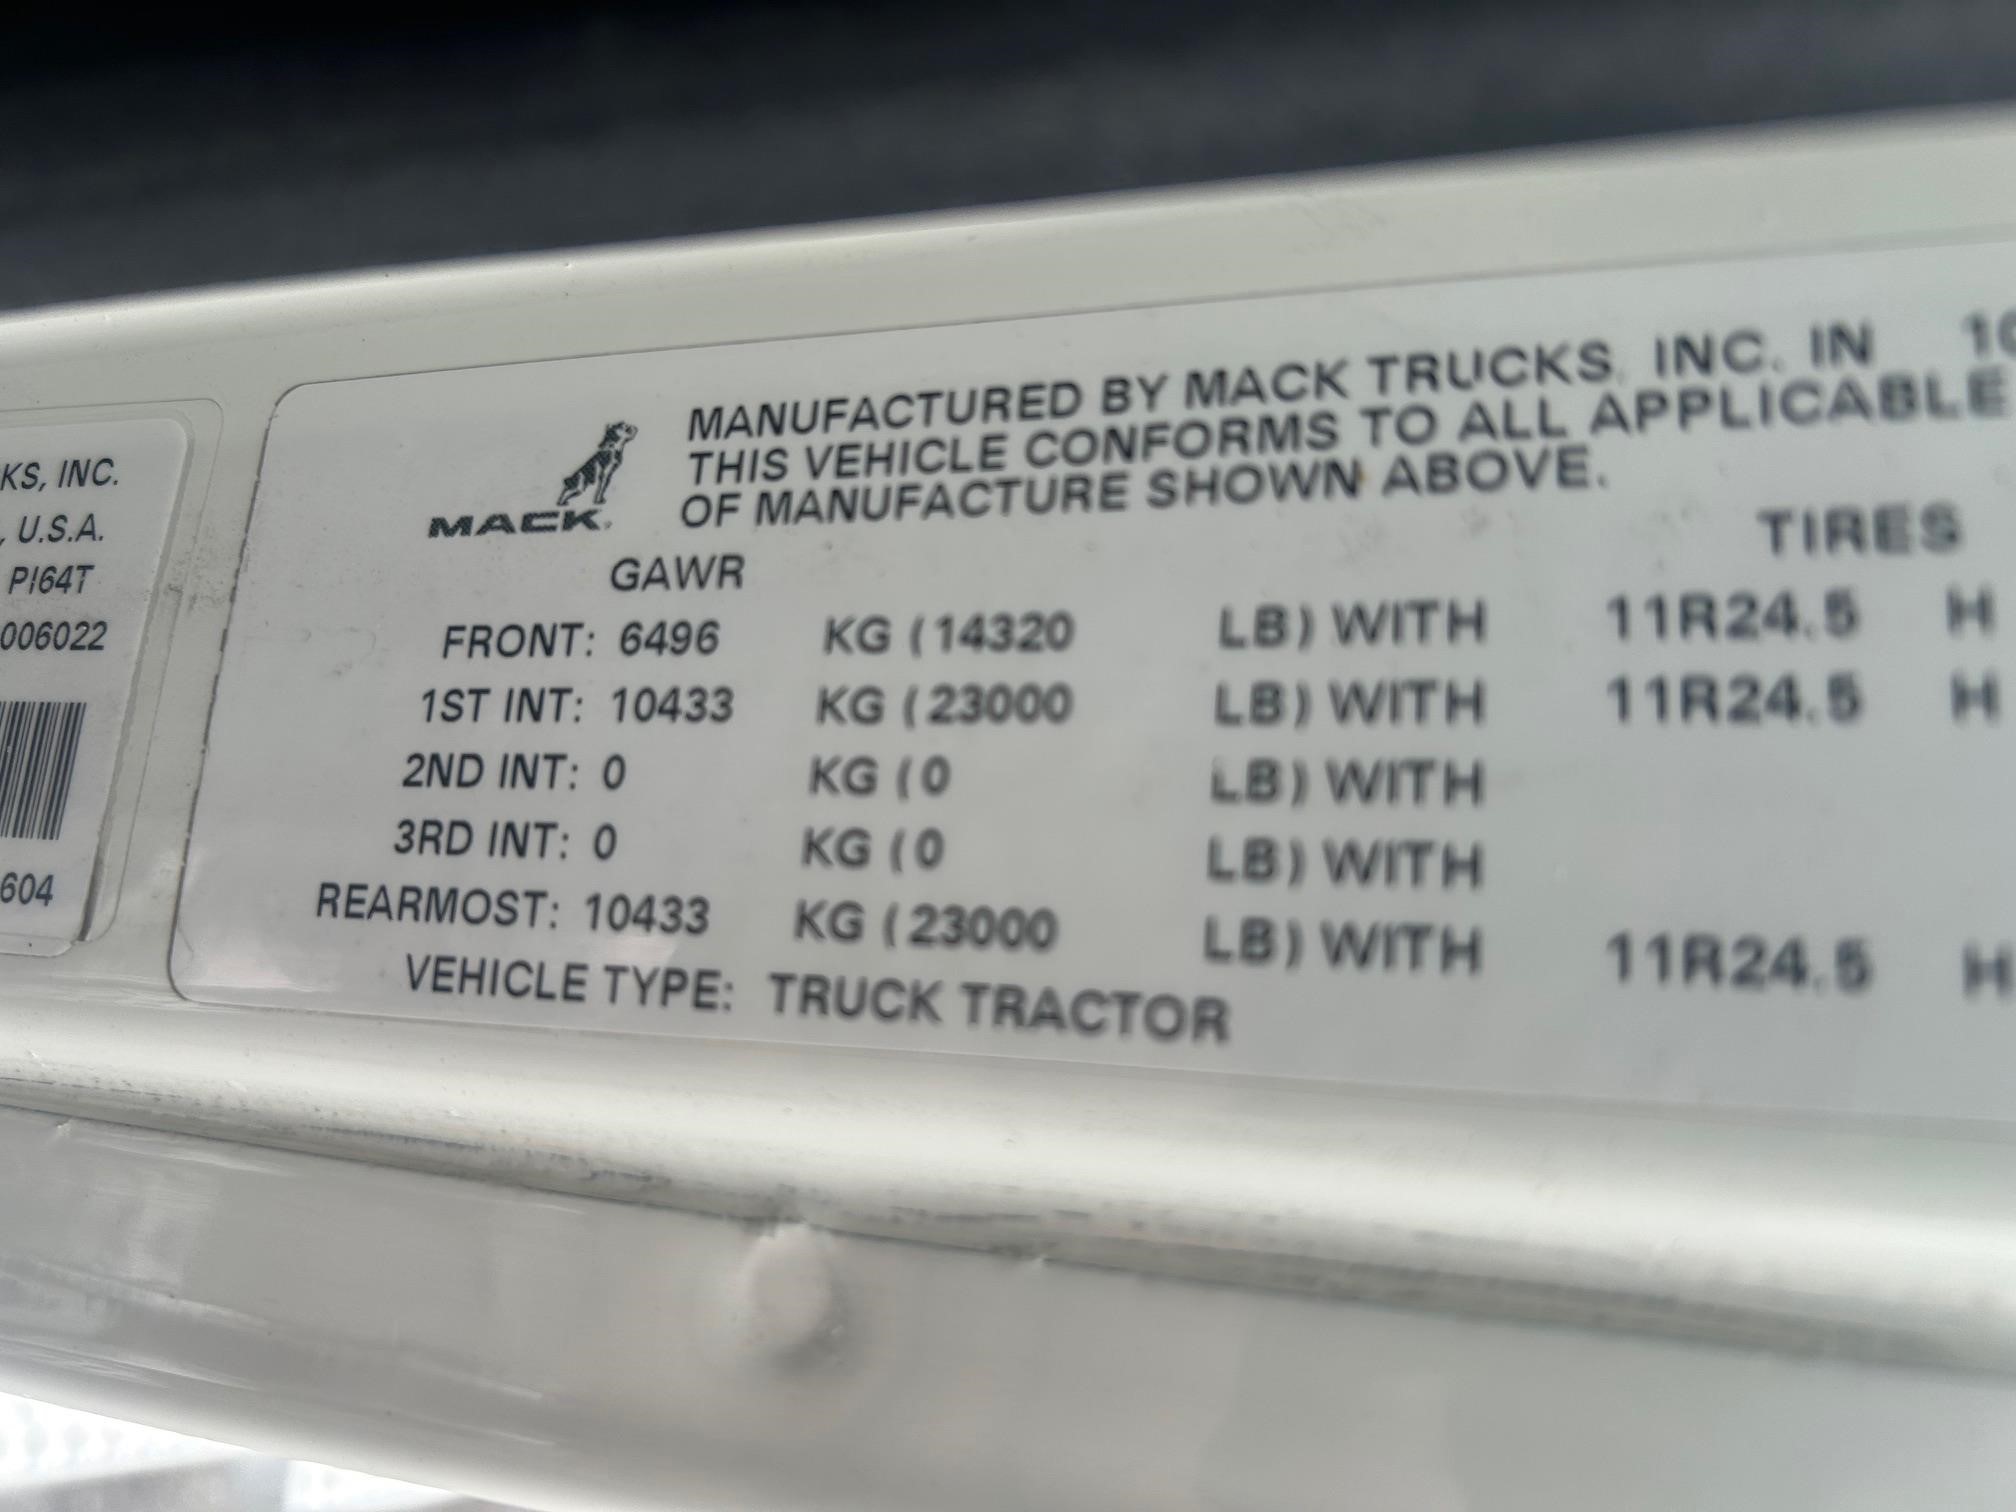 KS, INC.
, U.S.A.
PI64T
006022
604
MACK
MANUFACTURED BY MACK TRUCKS, INC. IN 10
THIS VEHICLE CONFORMS TO ALL APPLICABLE
OF MANUFACTURE SHOWN ABOVE.
GAWR TIRES
FRONT: 6496 KG (14320 LB) WITH 11R24.5 H
1ST INT: 10433 KG (23000 LB) WITH 11R24.5 H
2ND INT: 0 KG (0 LB) WITH
3RD INT: 0 KG (0 LB) WITH
REARMOST: 10433 KG (23000 LB) WITH 11R24.5 H
VEHICLE TYPE: TRUCK TRACTOR